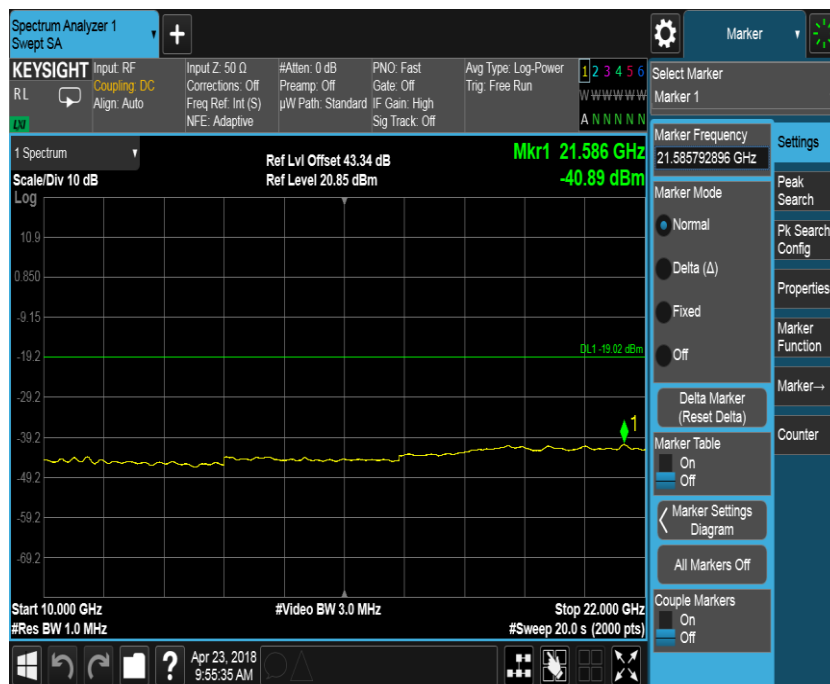 Spectrum Analyzer 1
Swept SA
+
Marker
KEYSIGHT
RL
LXI
Input: RF
Coupling: DC
Align: Auto
Input Z: 50 Ω
Corrections: Off
Freq Ref: Int (S)
NFE: Adaptive
#Atten: 0 dB
Preamp: Off
µW Path: Standard
PNO: Fast
Gate: Off
IF Gain: High
Sig Track: Off
Avg Type: Log-Power
Trig: Free Run
1 2 3 4 5 6
W W W W W W
A N N N N N
Select Marker
Marker 1
1 Spectrum
Scale/Div 10 dB
Log
Ref Lvl Offset 43.34 dB
Ref Level 20.85 dBm
Mkr1 21.586 GHz
-40.89 dBm
10.9
0.850
-9.15
-19.2
-29.2
-39.2
-49.2
-59.2
-69.2
DL1 -19.02 dBm
1
Start 10.000 GHz
#Res BW 1.0 MHz
#Video BW 3.0 MHz
Stop 22.000 GHz
#Sweep 20.0 s (2000 pts)
Marker Frequency
21.585792896 GHz
Marker Mode
Normal
Delta (Δ)
Fixed
Off
Delta Marker
(Reset Delta)
Marker Table
On
Off
Marker Settings
Diagram
All Markers Off
Couple Markers
On
Off
Settings
Peak
Search
Pk Search
Config
Properties
Marker
Function
Marker→
Counter
?
Apr 23, 2018
9:55:35 AM